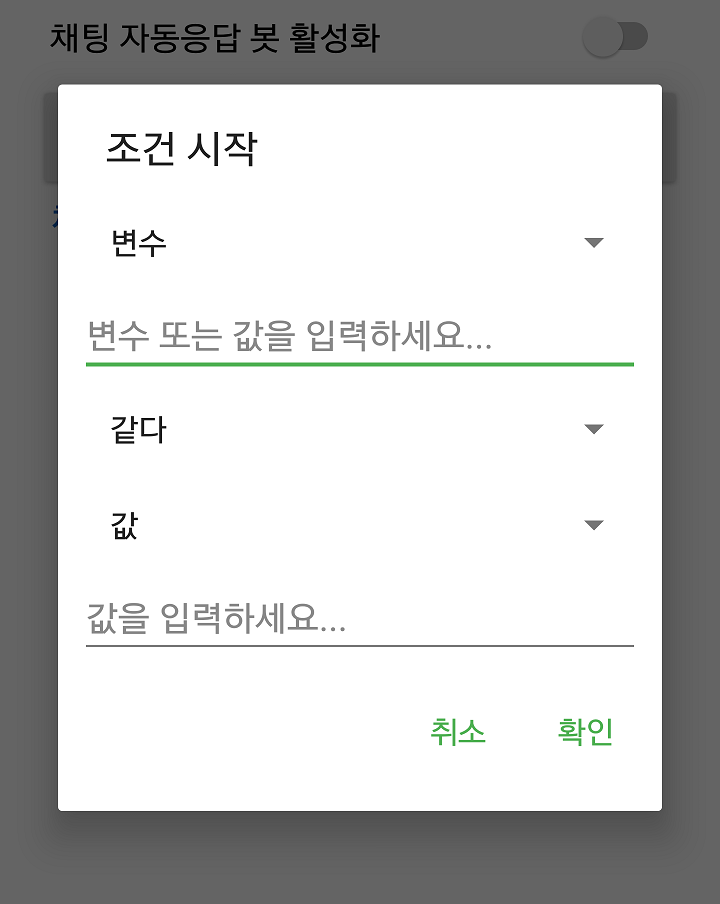 채팅 자동응답 봇 활성화
조건 시작
변수
변수 또는 값을 입력하세요...
같다
값
값을 입력하세요...
취소 확인